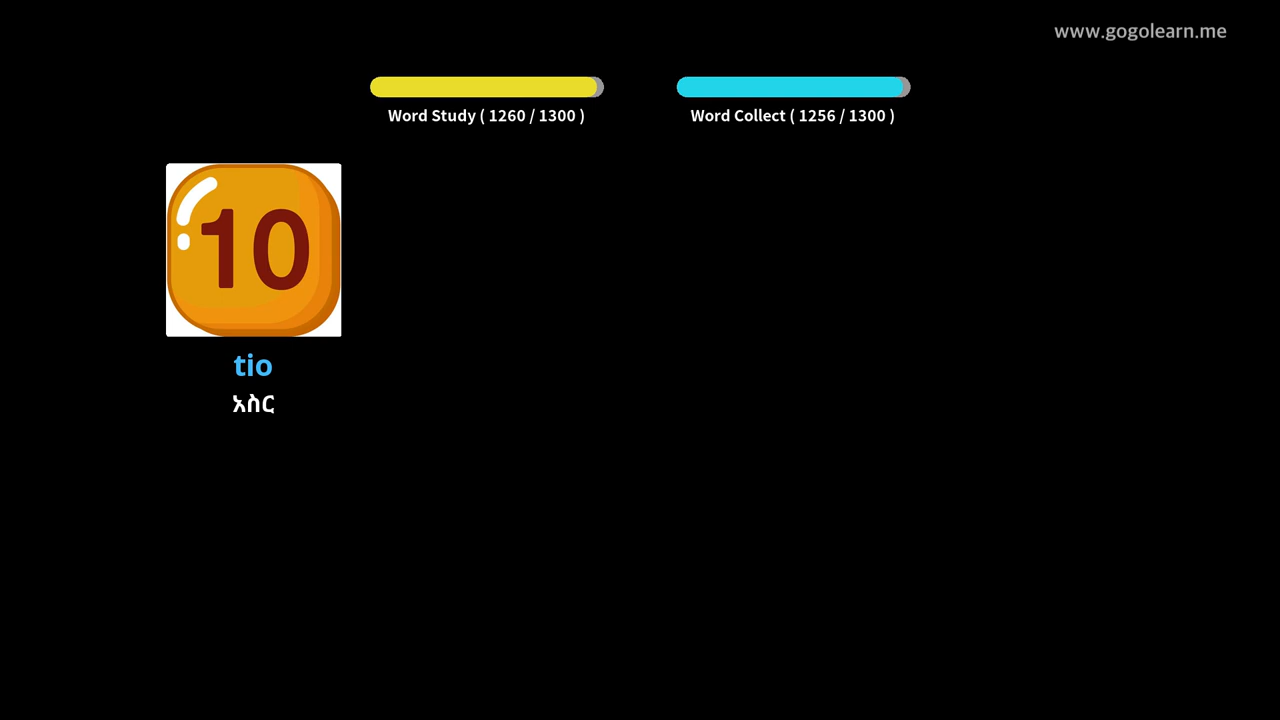 www.gogolearn.me
Word Study ( 1260 / 1300 )
Word Collect ( 1256 / 1300 )
10
tio
አስር